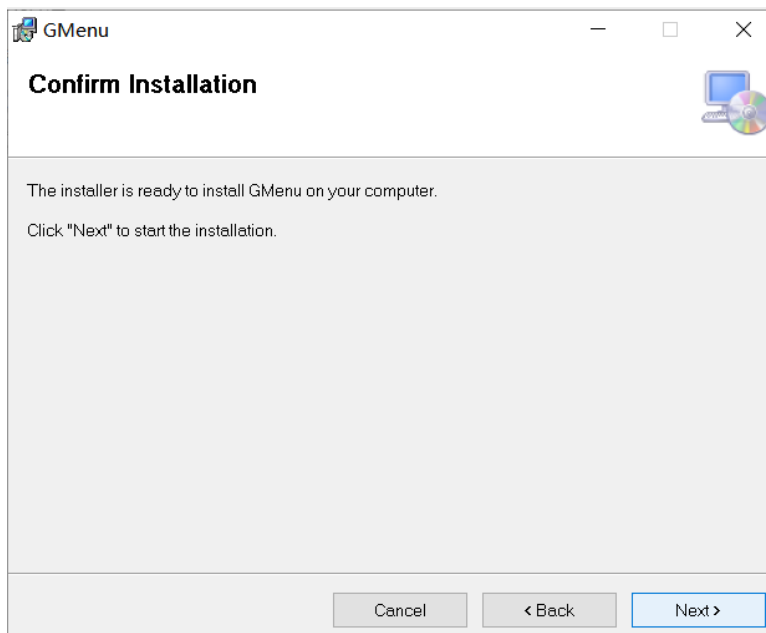 GMenu
Confirm Installation
The installer is ready to install GMenu on your computer.
Click "Next" to start the installation.
Cancel
< Back
Next >